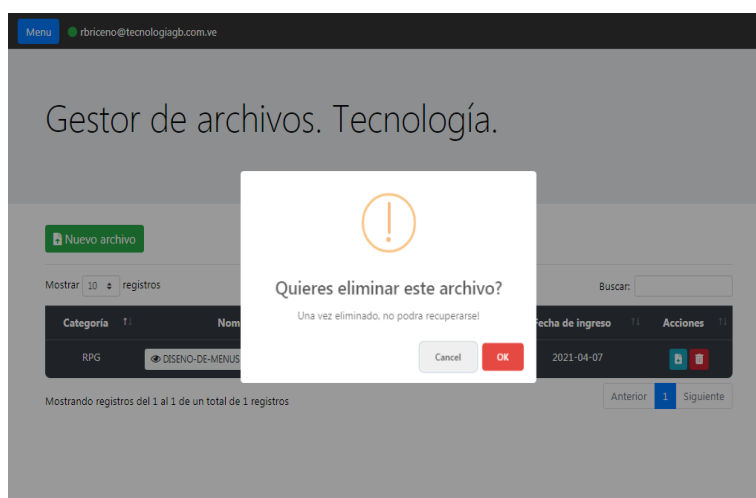 Menu rbriceno@tecnologiagb.com.ve
Gestor de archivos. Tecnología.
Nuevo archivo
Mostrar 10 registros
Buscar:
Quieres eliminar este archivo?
Una vez eliminado, no podra recuperarse!
Cancel OK
Categoría Nom echa de ingreso Acciones
RPG DISENO-DE-MENUS 2021-04-07
Mostrando registros del 1 al 1 de un total de 1 registros
Anterior 1 Siguiente